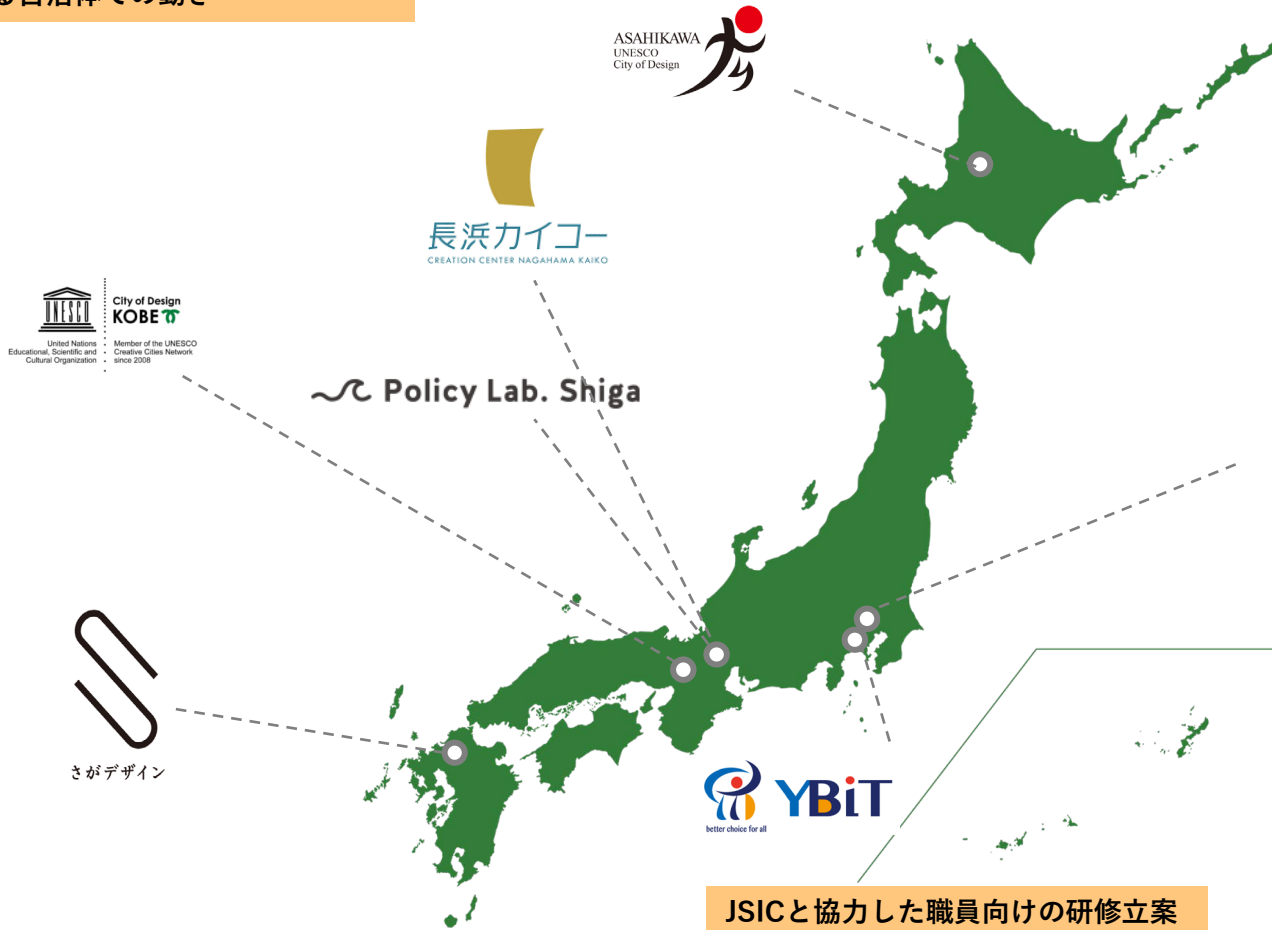 る自治体での動き
ASAHIKAWA
UNESCO
City of Design
長浜カイコー
CREATION CENTER NAGAHAMA KAIKO
UNESCO
City of Design
KOBE
United Nations
Educational, Scientific and
Cultural Organization
Member of the UNESCO
Creative Cities Network
since 2008
Policy Lab. Shiga
さがデザイン
YBiT
better choice for all
JSICと協力した職員向けの研修立案